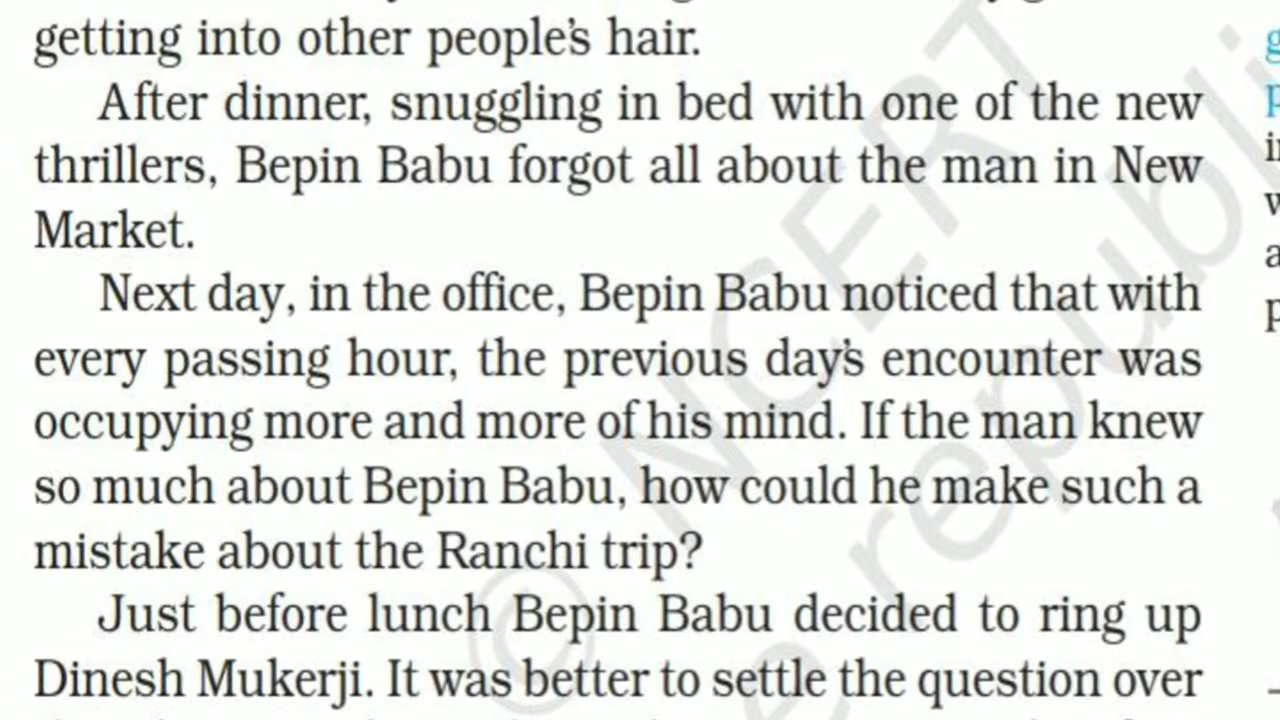 getting into other people's hair.
After dinner, snuggling in bed with one of the new
thrillers, Bepin Babu forgot all about the man in New
Market.
Next day, in the office, Bepin Babu noticed that with
every passing hour, the previous day's encounter was
occupying more and more of his mind. If the man knew
so much about Bepin Babu, how could he make such a
mistake about the Ranchi trip?
Just before lunch Bepin Babu decided to ring up
Dinesh Mukerji. It was better to settle the question over
© NCERT
republi